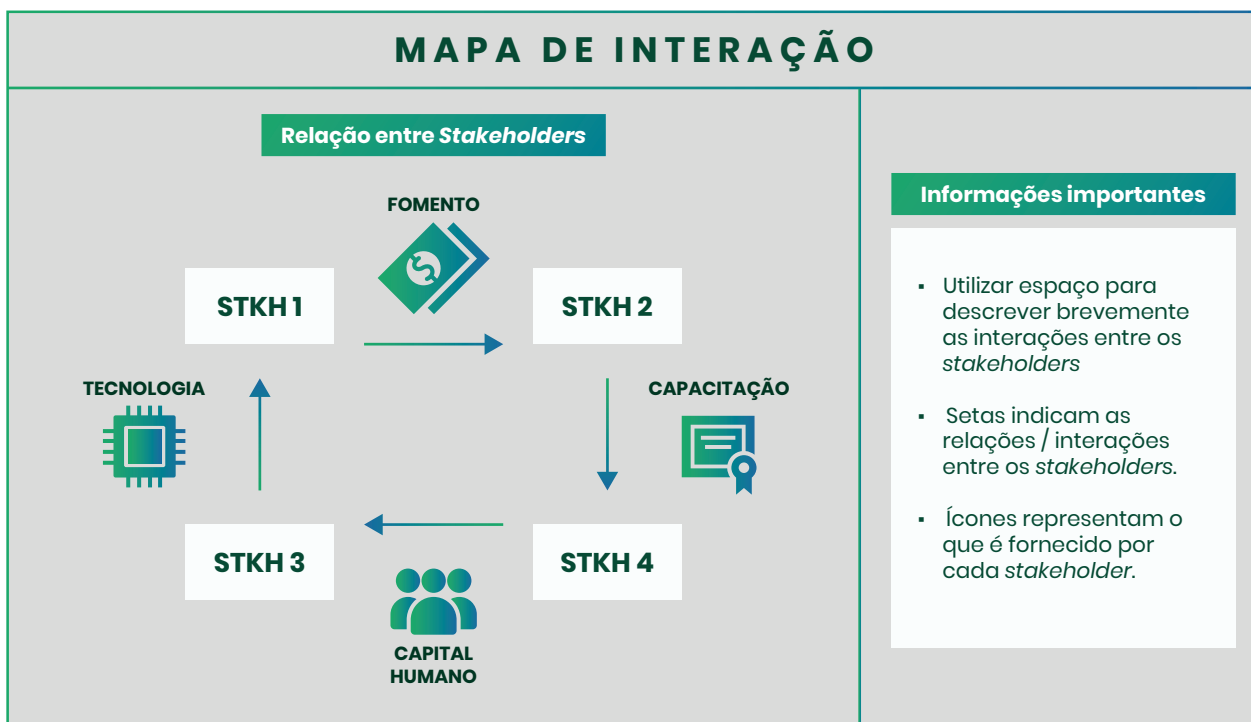 MAPA DE INTERAÇÃO
Relação entre Stakeholders
FOMENTO
STKH 1
STKH 2
TECNOLOGIA
CAPACITAÇÃO
STKH 3
STKH 4
CAPITAL
HUMANO
Informações importantes
▪ Utilizar espaço para
descrever brevemente
as interações entre os
stakeholders
▪ Setas indicam as
relações / interações
entre os stakeholders.
▪ Ícones representam o
que é fornecido por
cada stakeholder.